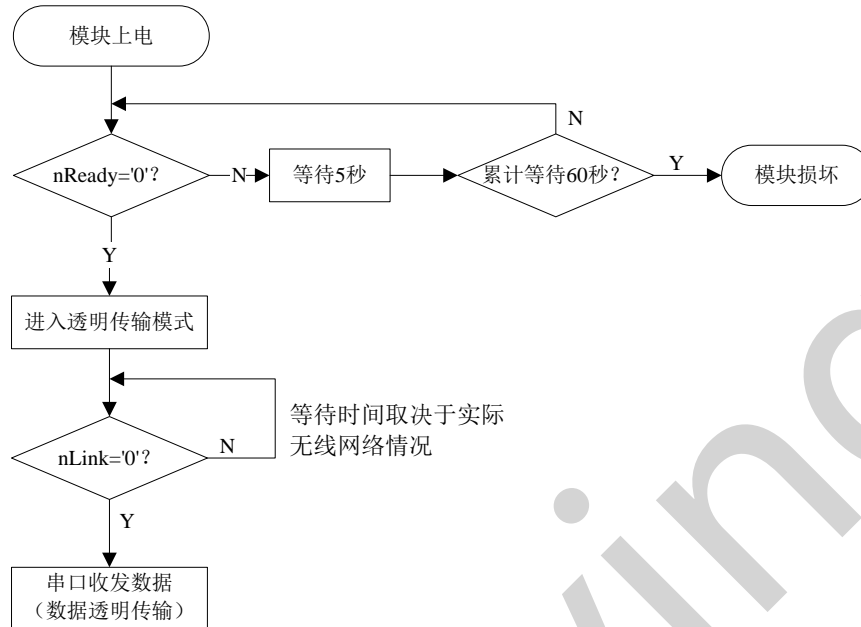 模块上电
N
nReady='0'?
N
等待5秒
累计等待60秒?
Y
模块损坏
Y
进入透明传输模式
等待时间取决于实际
无线网络情况
nLink='0'?
N
Y
串口收发数据
（数据透明传输）